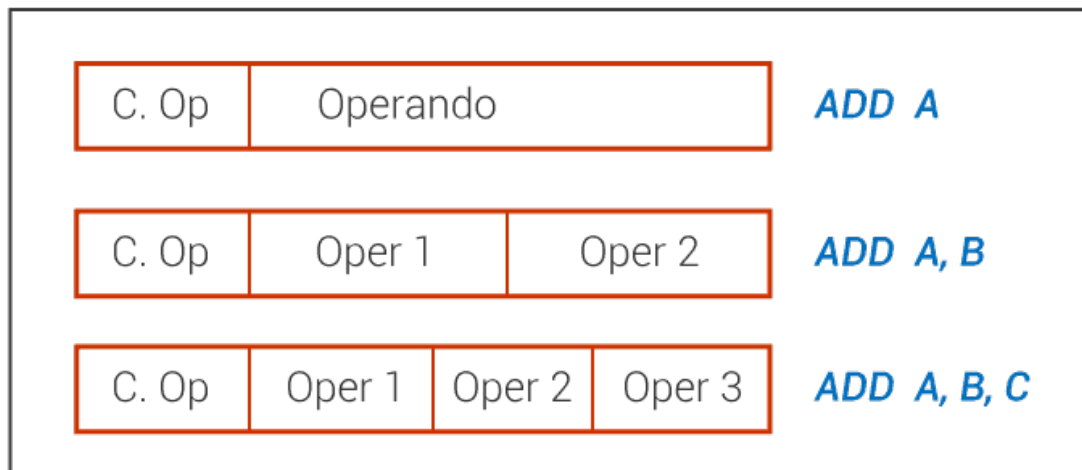 C. Op Operando ADD A
C. Op Oper 1 Oper 2 ADD A, B
C. Op Oper 1 Oper 2 Oper 3 ADD A, B, C